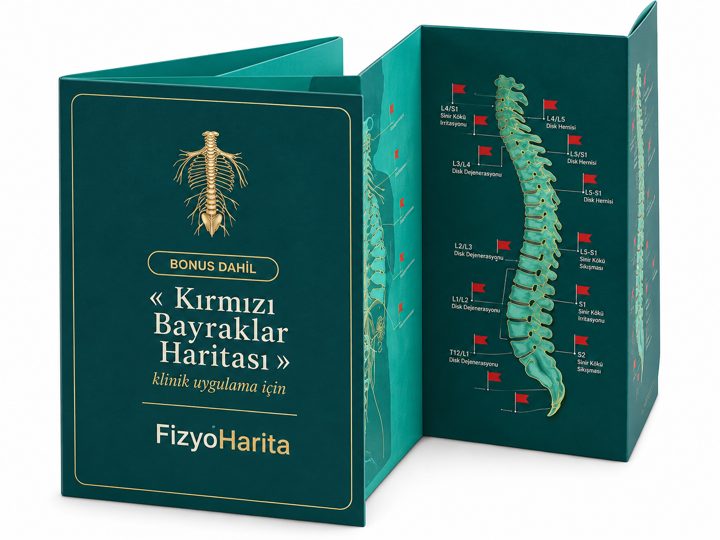 BONUS DAHİL
« Kırmızı
Bayraklar
Haritası »
klinik uygulama için
FizyoHarita
L4/S1
Sinir Kökü
Irritasyonu
L4/L5
Disk Hernisi
L3/L4
Disk Dejenerasyonu
L5/S1
Disk Hernisi
L5-S1
Disk Hernisi
L2/L3
Disk Dejenerasyonu
L5-S1
Sinir Kökü
Sıkışması
L1/L2
Disk Dejenerasyonu
S1
Sinir Kökü
Irritasyonu
T12/L1
Disk Dejenerasyonu
S2
Sinir Kökü
Sıkışması